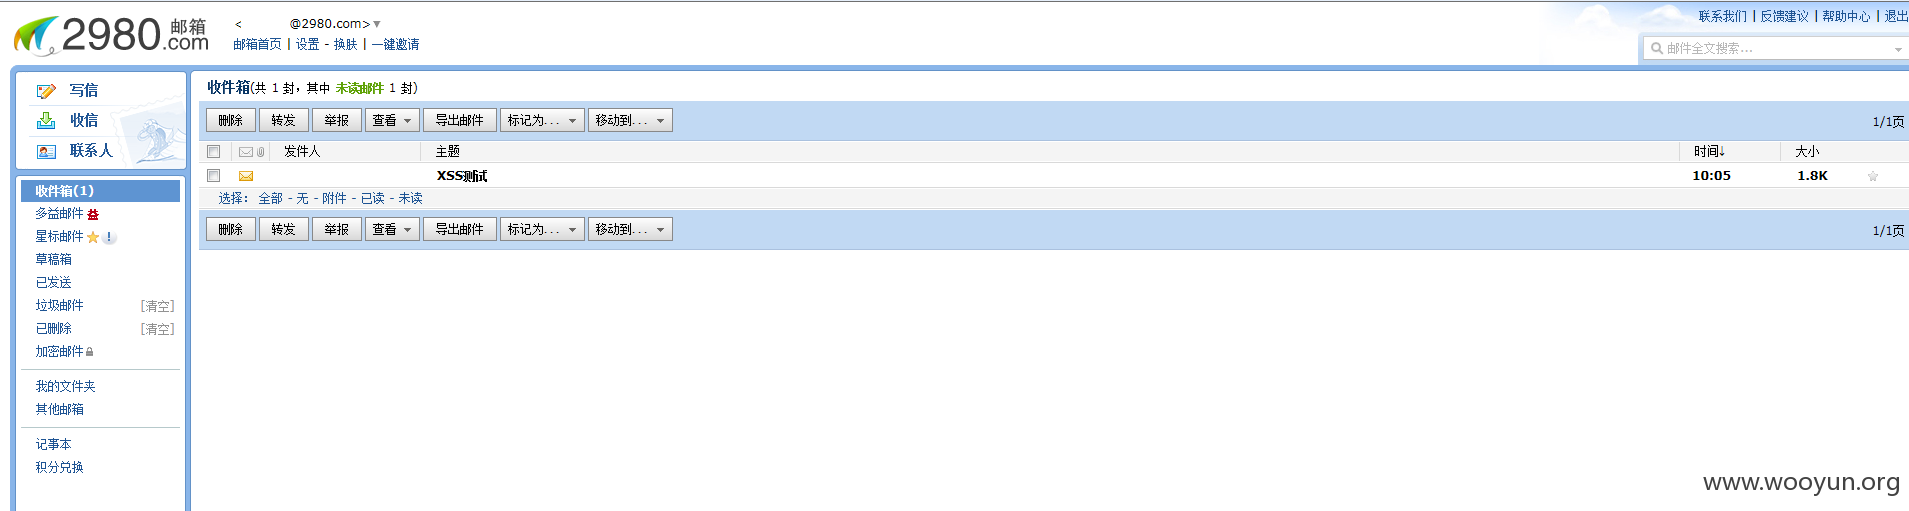 2980.com 邮箱
< @2980.com>
邮箱首页 | 设置 - 换肤 | 一键邀请
联系我们 | 反馈建议 | 帮助中心 | 退出
邮件全文搜索...
写信
收信
联系人
收件箱(1)
多益邮件
星标邮件
草稿箱
已发送
垃圾邮件 [清空]
已删除 [清空]
加密邮件
我的文件夹
其他邮箱
记事本
积分兑换
收件箱(共 1 封，其中 未读邮件 1 封)
删除 转发 举报 查看 导出邮件 标记为... 移动到... 1/1页
发件人 主题 时间↓ 大小
XSS测试 10:05 1.8K
选择： 全部 - 无 - 附件 - 已读 - 未读
删除 转发 举报 查看 导出邮件 标记为... 移动到... 1/1页
www.wooyun.org